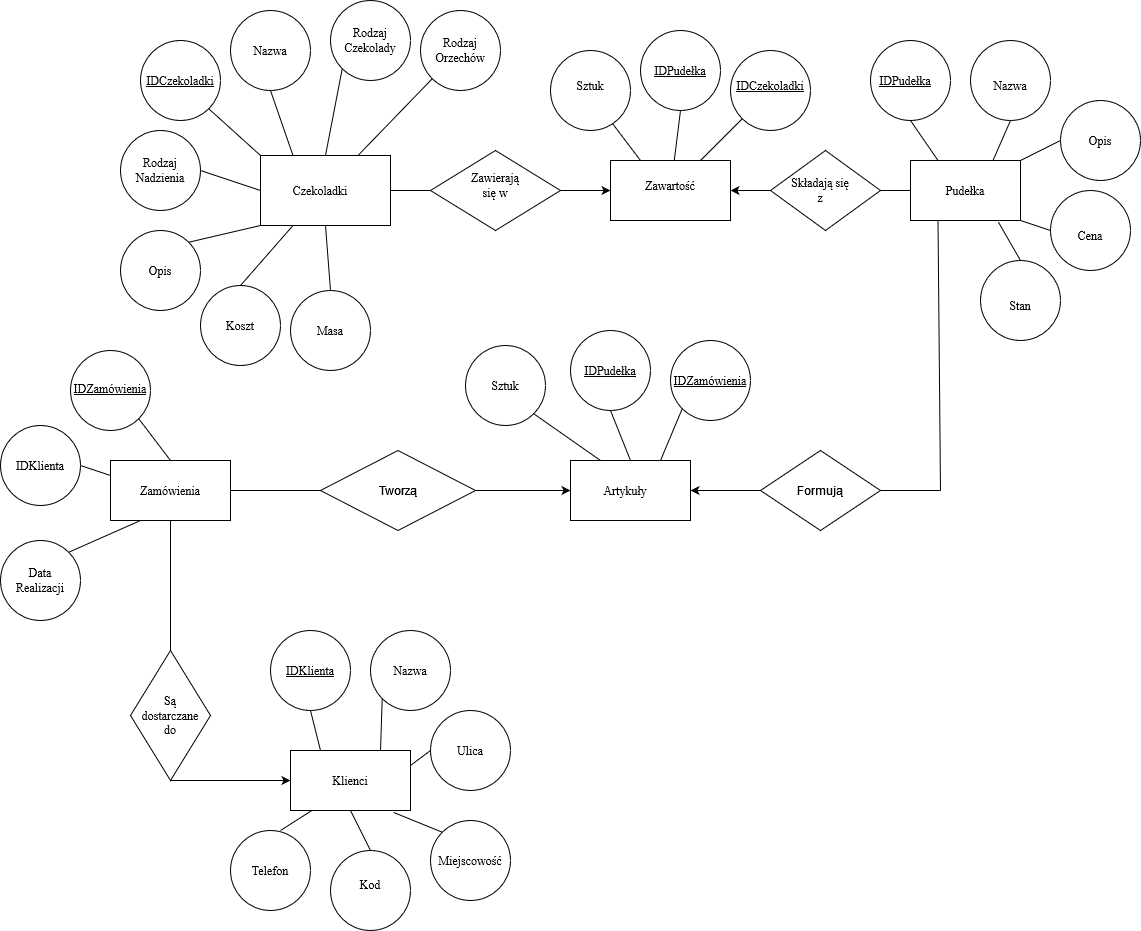 Rodzaj
Czekolady
Nazwa
Rodzaj
Orzechów
IDCzekoladki
Rodzaj
Nadzienia
Czekoladki
Opis
Koszt
Masa
Zawierają
się w
Sztuk
IDPudełka
IDCzekoladki
Zawartość
Składają się
z
IDPudełka
Nazwa
Opis
Pudełka
Cena
Stan
IDZamówienia
IDKlienta
Zamówienia
Data
Realizacji
Tworzą
Sztuk
IDPudełka
IDZamówienia
Artykuły
Formują
Są
dostarczane
do
IDKlienta
Nazwa
Ulica
Klienci
Telefon
Kod
Miejscowość